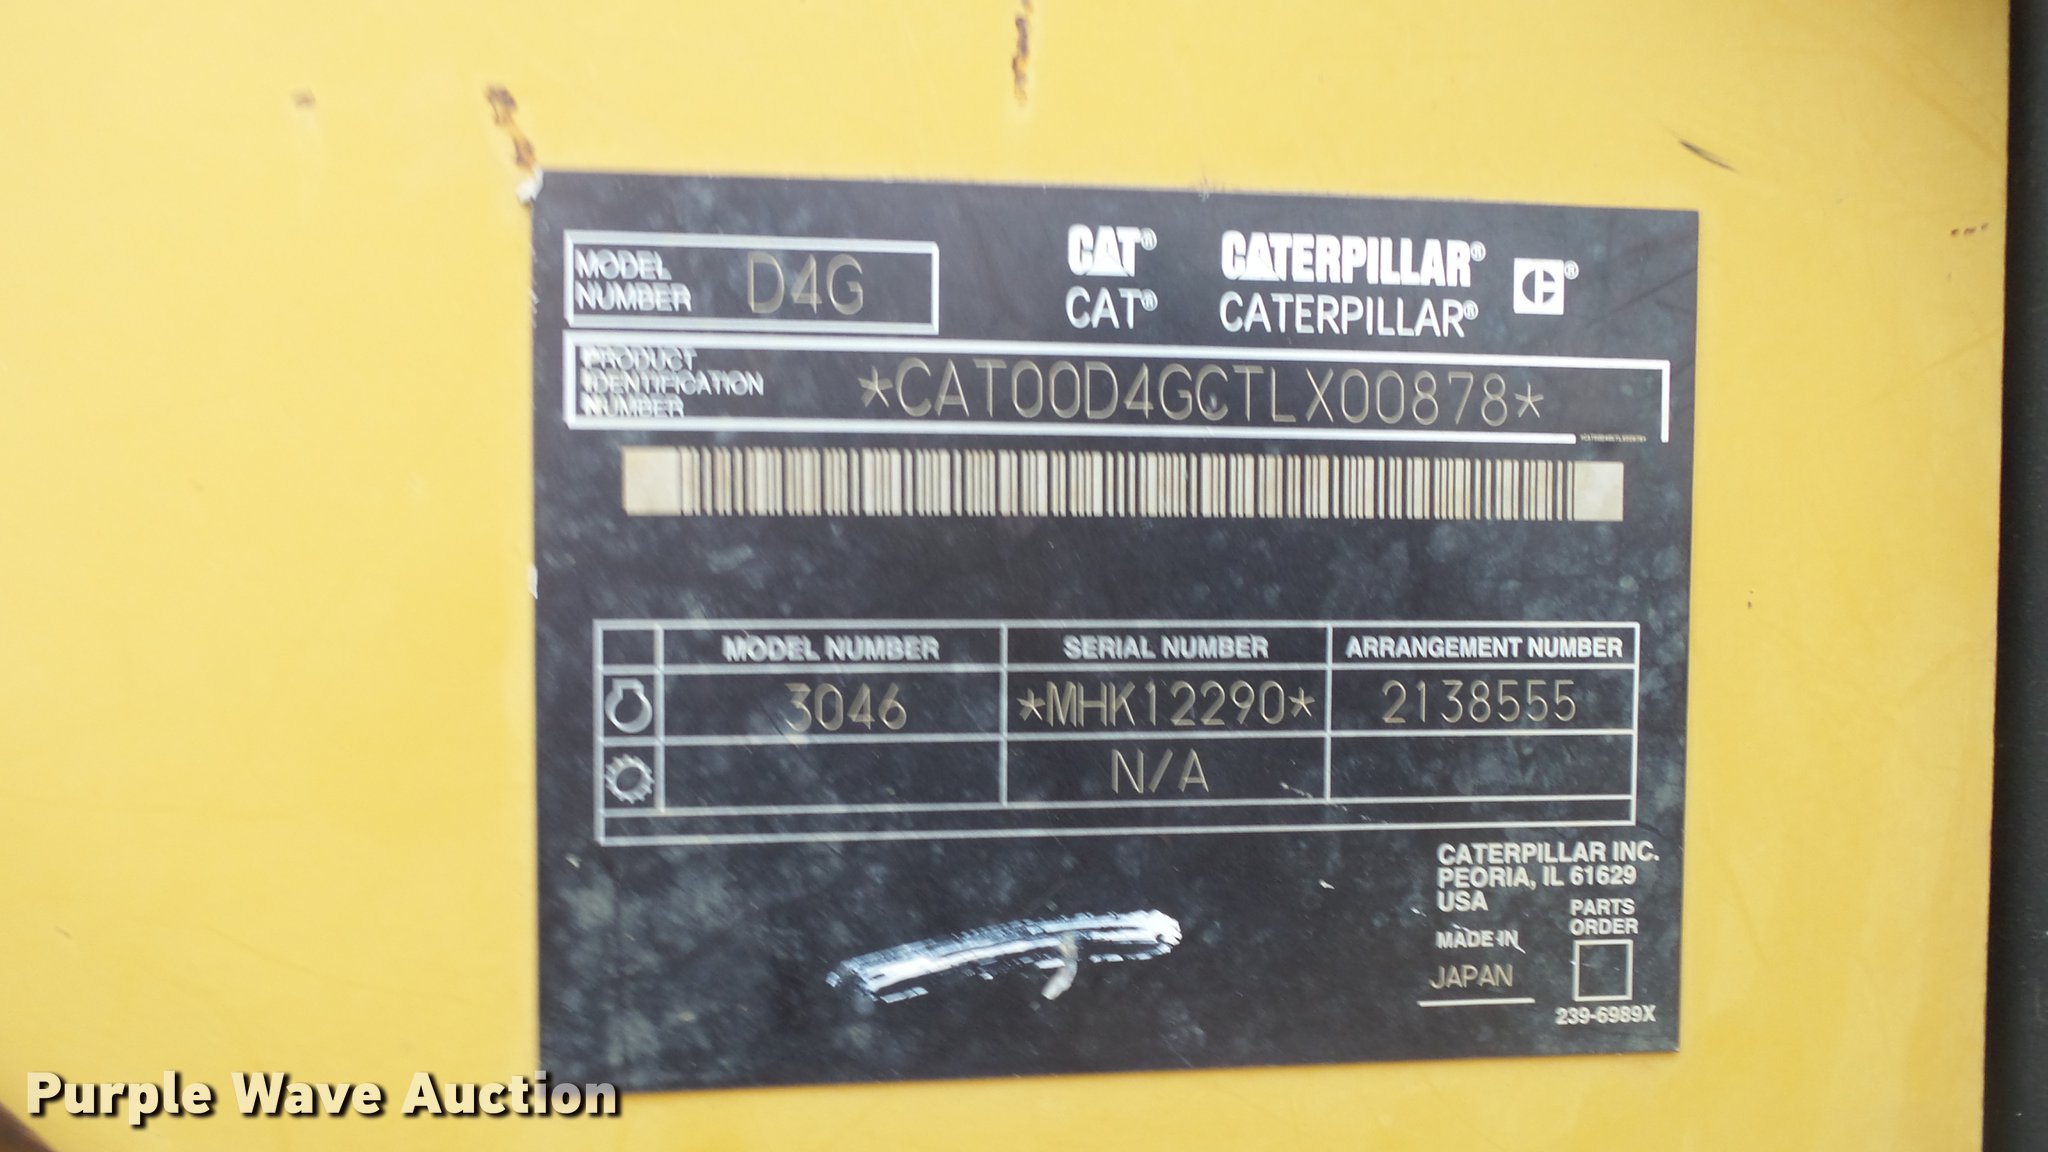 MODEL NUMBER D4G
CAT® CATERPILLAR® ®
CAT® CATERPILLAR®
PRODUCT IDENTIFICATION NUMBER *CAT00D4GCTLX00878*
MODEL NUMBER SERIAL NUMBER ARRANGEMENT NUMBER
3046 *MHK12290* 2138555
N/A
CATERPILLAR INC.
PEORIA, IL 61629
USA
PARTS ORDER
MADE IN
JAPAN
239-6989X
Purple Wave Auction